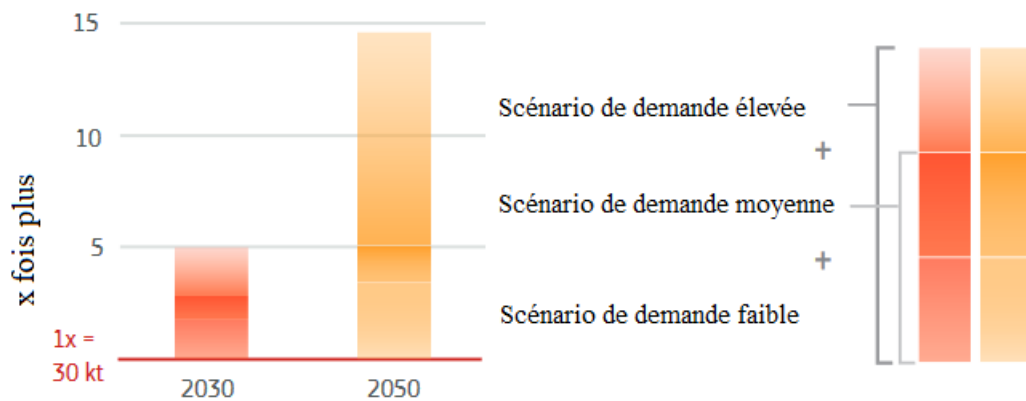 15
10
5
x fois plus
1x =
30 kt
2030
2050
Scénario de demande élevée
+
Scénario de demande moyenne
+
Scénario de demande faible